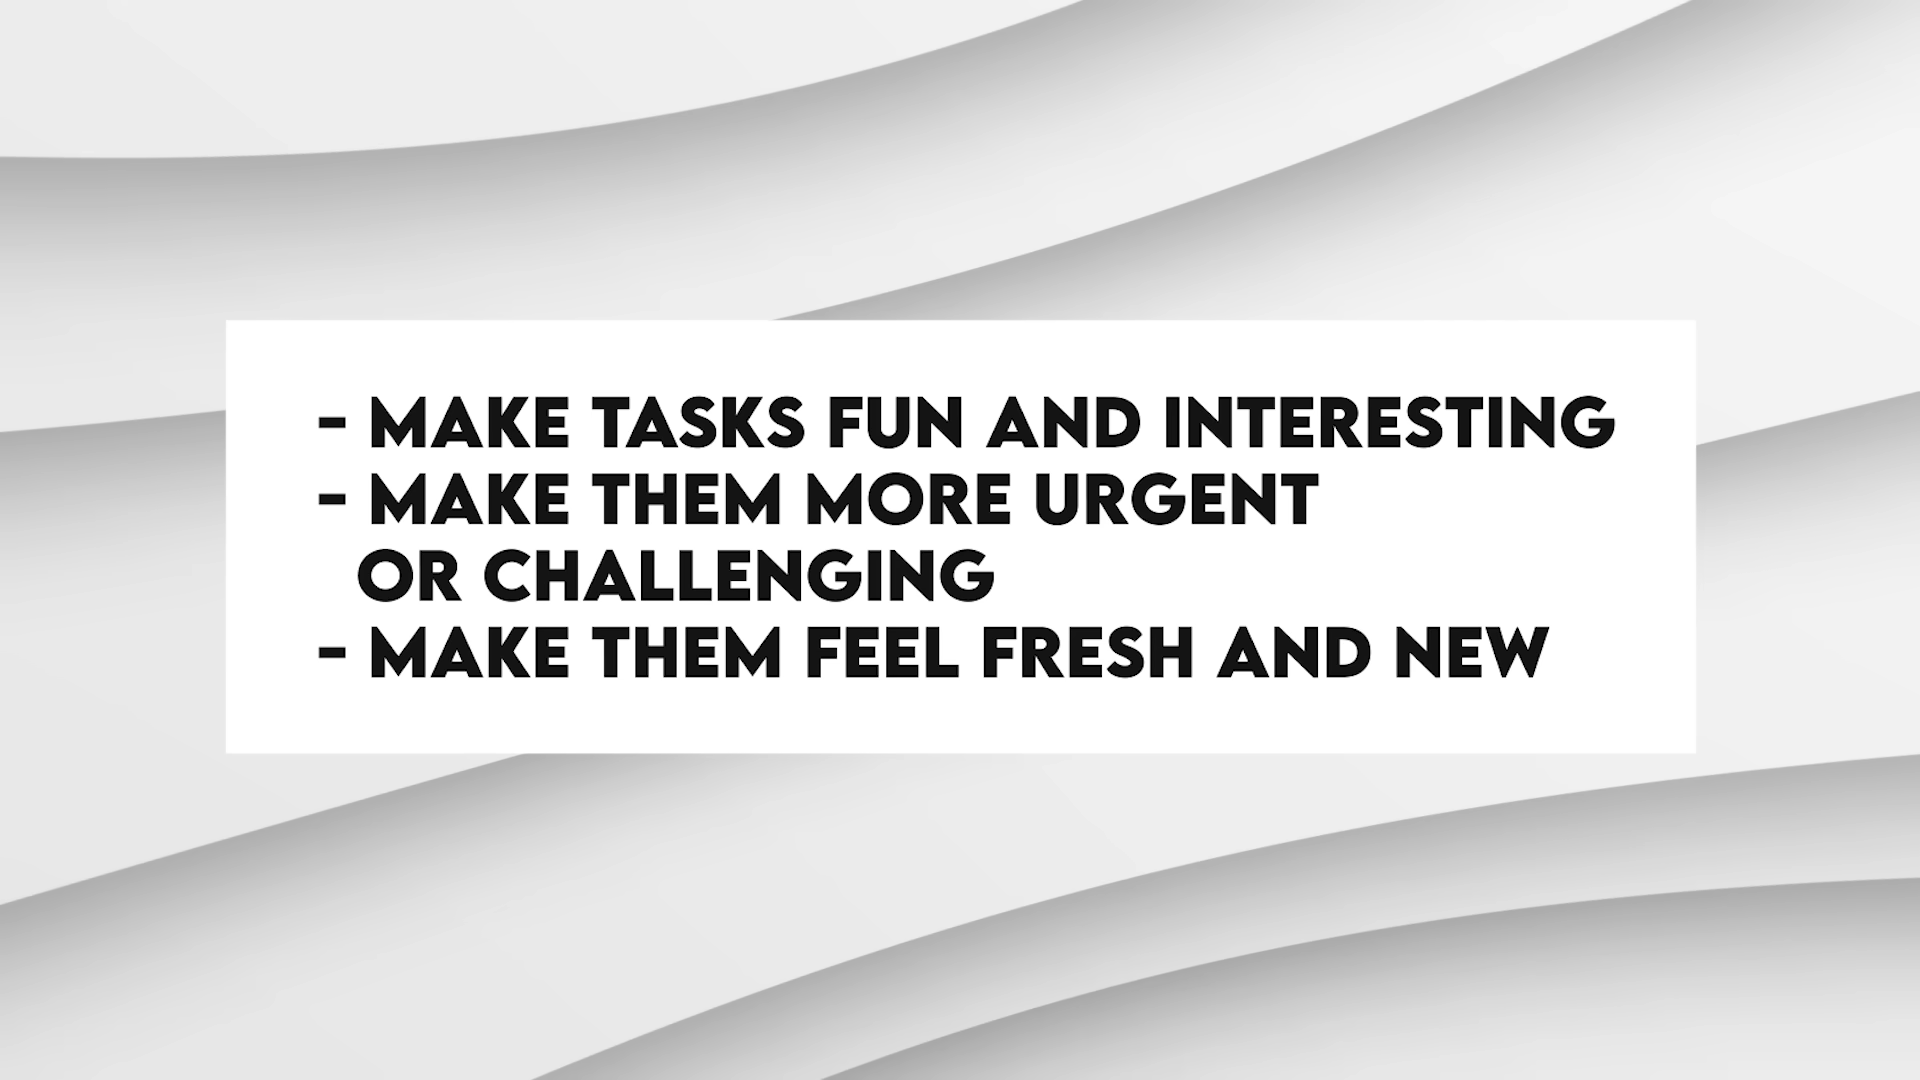 - MAKE TASKS FUN AND INTERESTING
- MAKE THEM MORE URGENT
OR CHALLENGING
- MAKE THEM FEEL FRESH AND NEW